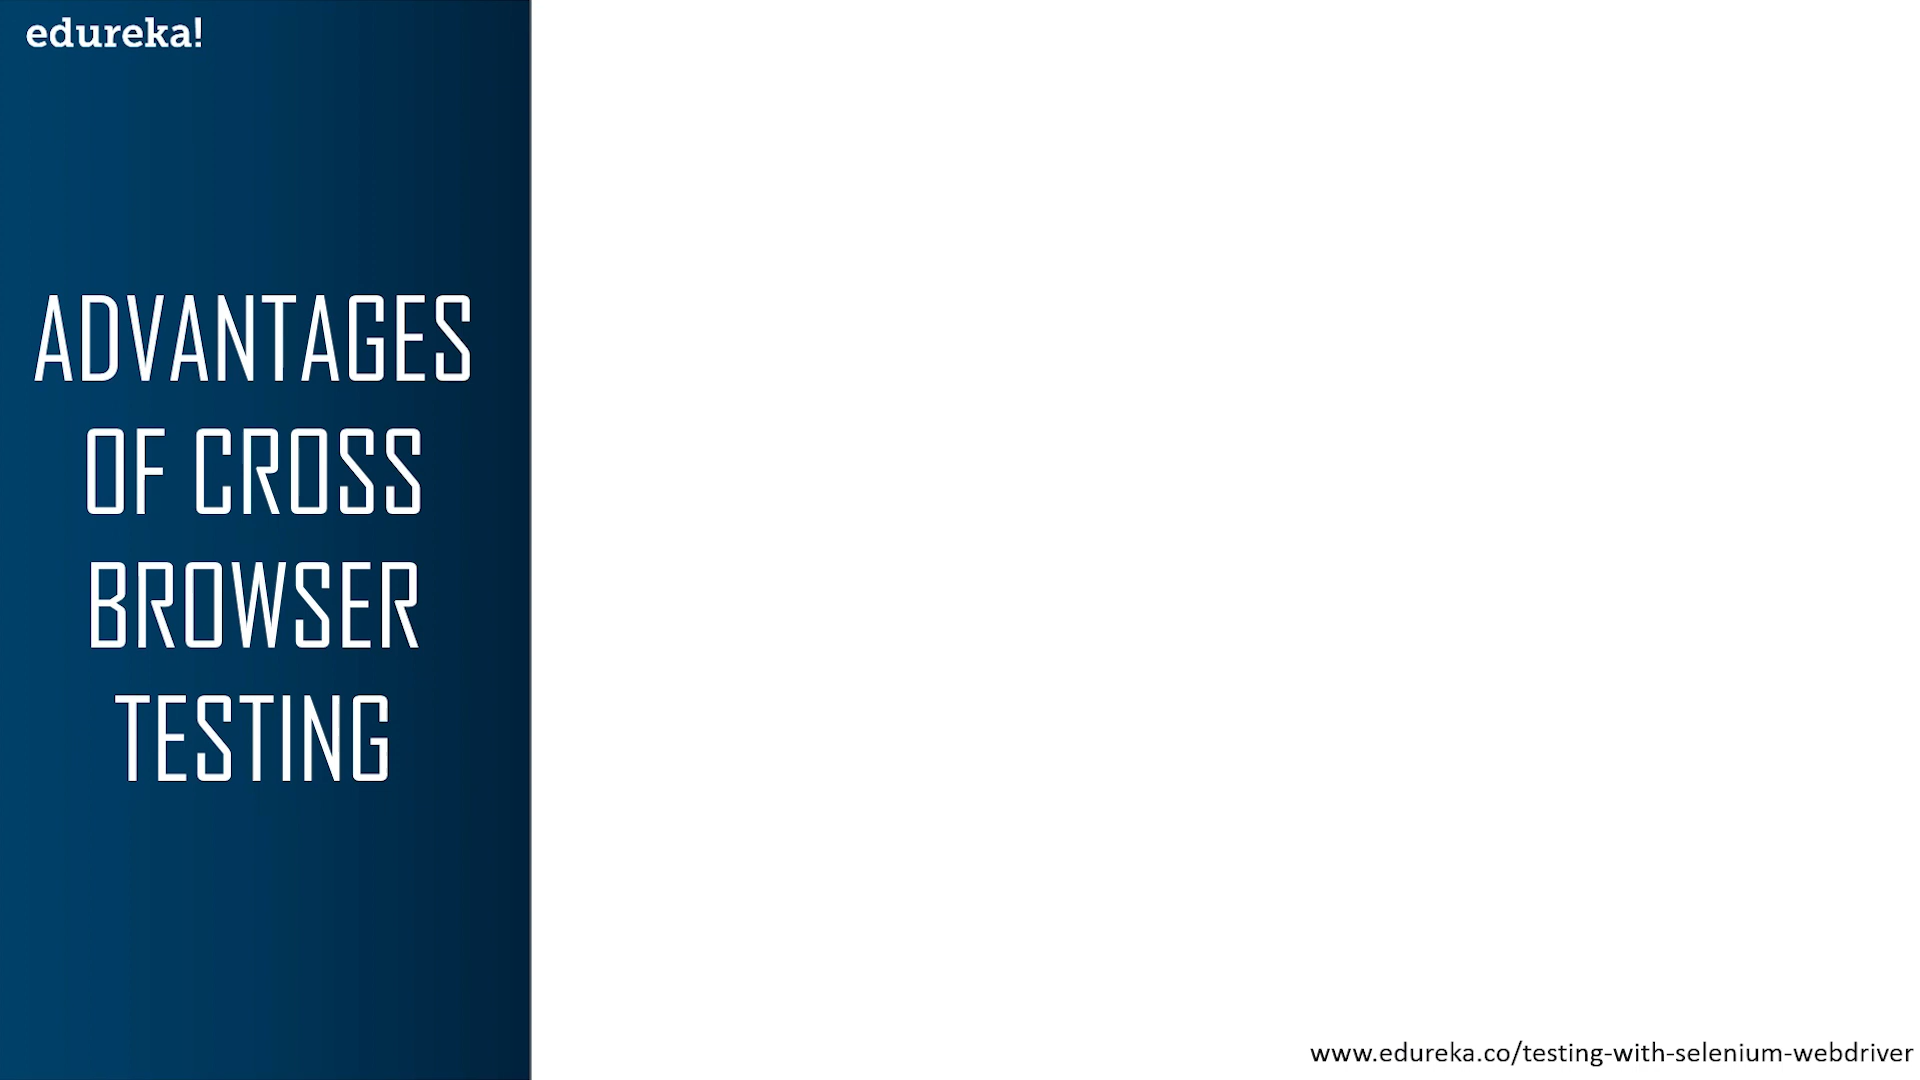 edureka!
ADVANTAGES
OF CROSS
BROWSER
TESTING
www.edureka.co/testing-with-selenium-webdriver